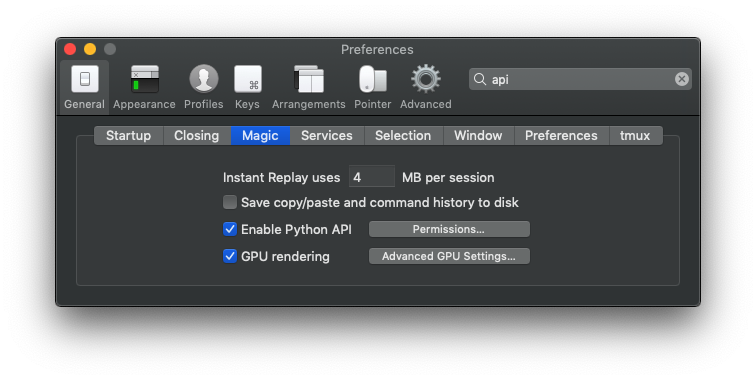 Preferences
General Appearance Profiles Keys Arrangements Pointer Advanced
api
Startup Closing Magic Services Selection Window Preferences tmux
Instant Replay uses 4 MB per session
Save copy/paste and command history to disk
Enable Python API Permissions...
GPU rendering Advanced GPU Settings...